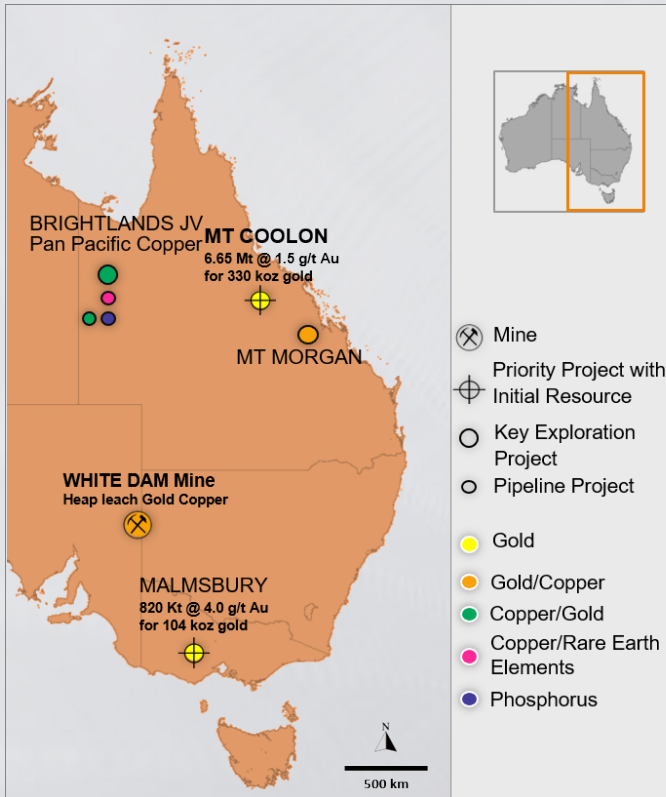 BRIGHTLANDS JV
Pan Pacific Copper
MT COOLON
6.65 Mt @ 1.5 g/t Au
for 330 koz gold
MT MORGAN
WHITE DAM Mine
Heap leach Gold Copper
MALMSBURY
820 Kt @ 4.0 g/t Au
for 104 koz gold
N
500 km
Mine
Priority Project with
Initial Resource
Key Exploration
Project
Pipeline Project
Gold
Gold/Copper
Copper/Gold
Copper/Rare Earth
Elements
Phosphorus